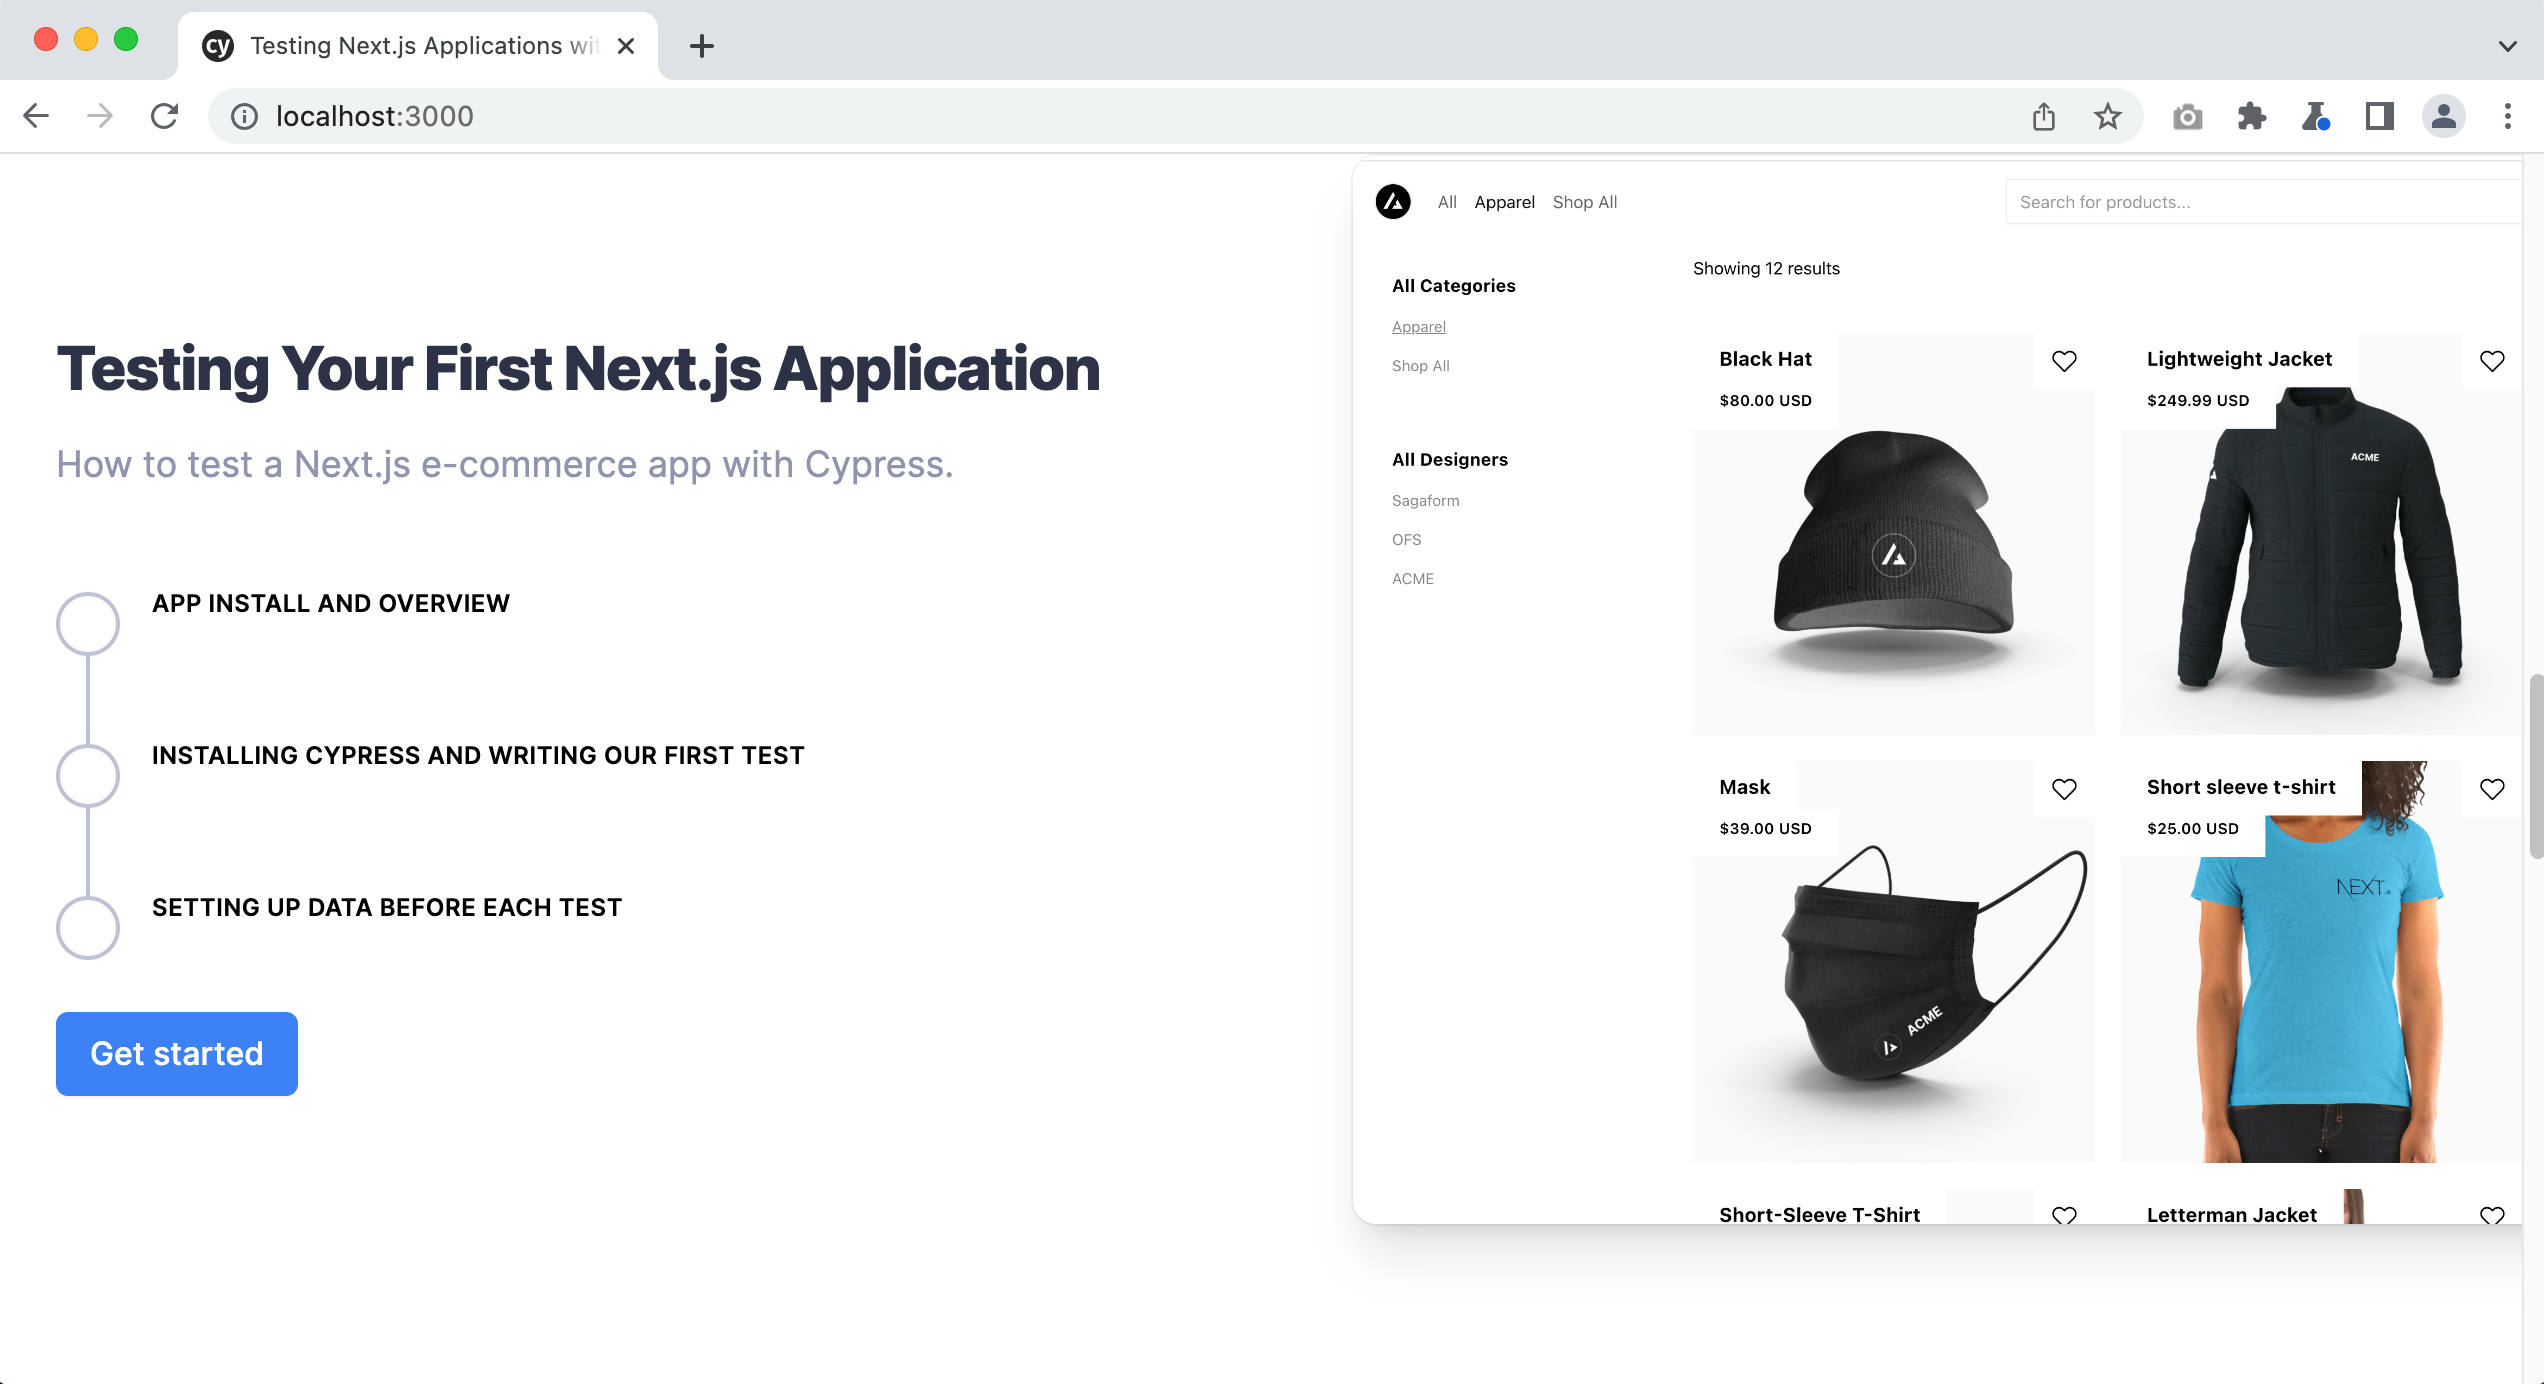 cy Testing Next.js Applications wit
localhost:3000
Testing Your First Next.js Application
How to test a Next.js e-commerce app with Cypress.
APP INSTALL AND OVERVIEW
INSTALLING CYPRESS AND WRITING OUR FIRST TEST
SETTING UP DATA BEFORE EACH TEST
Get started
All Apparel Shop All
Search for products...
All Categories
Apparel
Shop All
All Designers
Sagaform
OFS
ACME
Showing 12 results
Black Hat
$80.00 USD
Lightweight Jacket
$249.99 USD
ACME
Mask
$39.00 USD
ACME
Short sleeve t-shirt
$25.00 USD
NEXT.JS
Short-Sleeve T-Shirt
Letterman Jacket